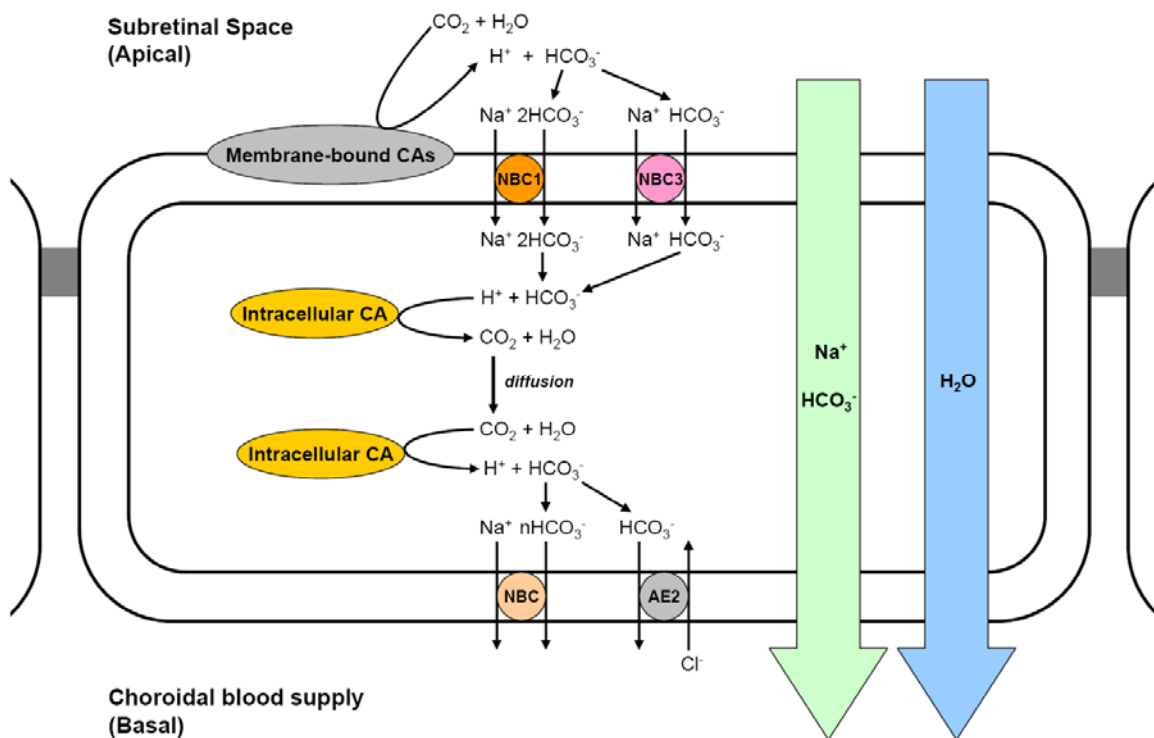 Subretinal Space
(Apical)
CO₂ + H₂O
H⁺ + HCO₃⁻
Na⁺ 2HCO₃⁻
Na⁺ HCO₃⁻
Membrane-bound CAs
NBC1
NBC3
Na⁺ 2HCO₃⁻
Na⁺ HCO₃⁻
Intracellular CA
H⁺ + HCO₃⁻
CO₂ + H₂O
diffusion
Na⁺
HCO₃⁻
H₂O
CO₂ + H₂O
Intracellular CA
H⁺ + HCO₃⁻
Na⁺ nHCO₃⁻
HCO₃⁻
NBC
AE2
Cl⁻
Choroidal blood supply
(Basal)